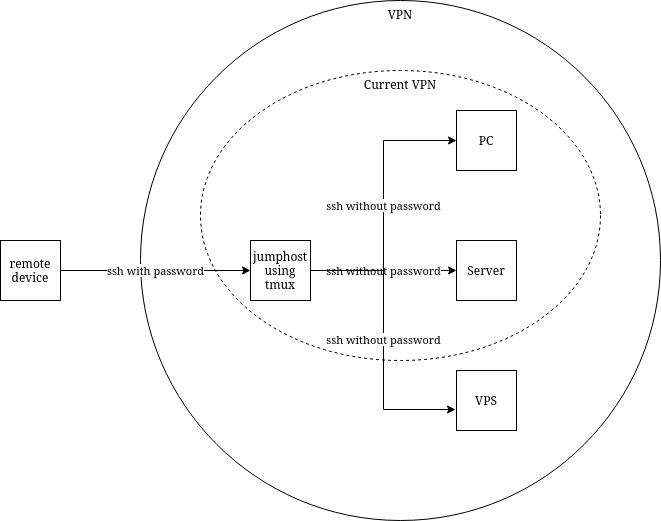 VPN
Current VPN
PC
ssh without password
remote
device
ssh with password
jumphost
using
tmux
ssh without password
Server
ssh without password
VPS